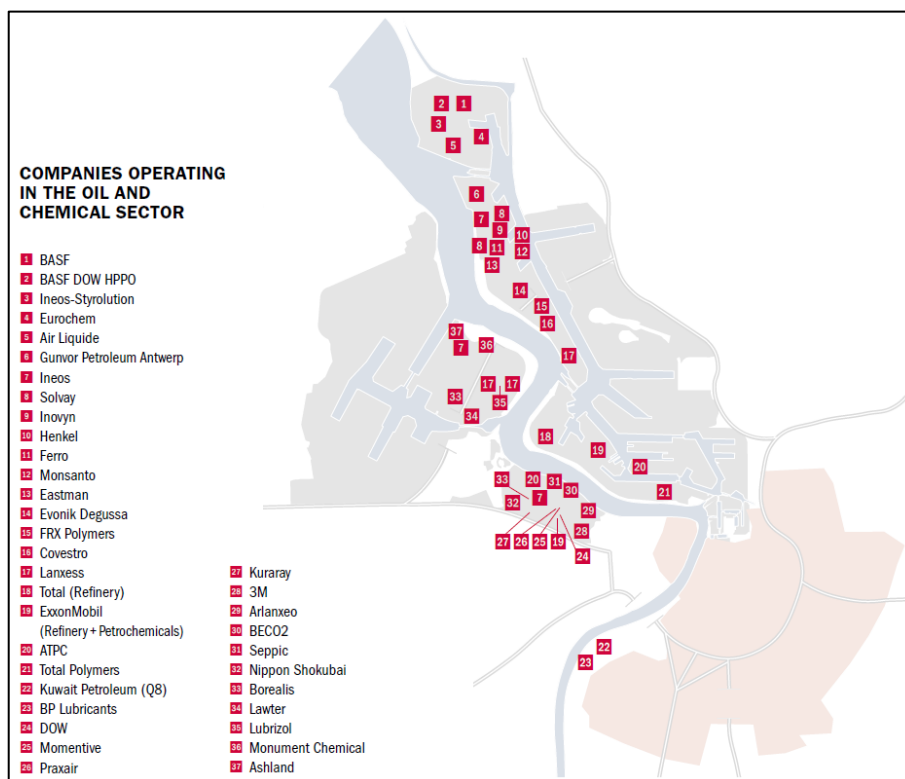 COMPANIES OPERATING
IN THE OIL AND
CHEMICAL SECTOR
1 BASF
2 BASF DOW HPPO
3 Ineos-Styrolution
4 Eurochem
5 Air Liquide
6 Gunvor Petroleum Antwerp
7 Ineos
8 Solvay
9 Inovyn
10 Henkel
11 Ferro
12 Monsanto
13 Eastman
14 Evonik Degussa
15 FRX Polymers
16 Covestro
17 Lanxess
18 Total (Refinery)
19 ExxonMobil
(Refinery + Petrochemicals)
20 ATPC
21 Total Polymers
22 Kuwait Petroleum (Q8)
23 BP Lubricants
24 DOW
25 Momentive
26 Praxair
27 Kuraray
28 3M
29 Arlanxeo
30 BECO2
31 Seppic
32 Nippon Shokubai
33 Borealis
34 Lawter
35 Lubrizol
36 Monument Chemical
37 Ashland
2 1
3
4
5
6
8
7
9
10
8 11
12
13
14
15
16
37
7 36
17
17 17
33 35
34
18
19
20
21
33 20 31
30
32 7
29
28
27 26 25 19
24
22
23